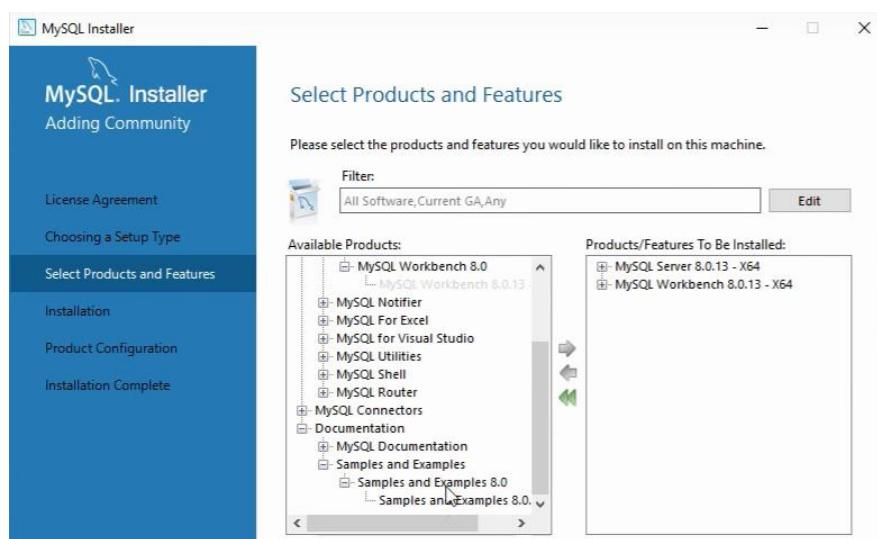 MySQL Installer
MySQL. Installer
Adding Community
License Agreement
Choosing a Setup Type
Select Products and Features
Installation
Product Configuration
Installation Complete
Select Products and Features
Please select the products and features you would like to install on this machine.
Filter:
All Software,Current GA,Any
Edit
Available Products:
MySQL Workbench 8.0
MySQL Workbench 8.0.13
MySQL Notifier
MySQL For Excel
MySQL for Visual Studio
MySQL Utilities
MySQL Shell
MySQL Router
MySQL Connectors
Documentation
MySQL Documentation
Samples and Examples
Samples and Examples 8.0
Samples and Examples 8.0.
Products/Features To Be Installed:
MySQL Server 8.0.13 - X64
MySQL Workbench 8.0.13 - X64